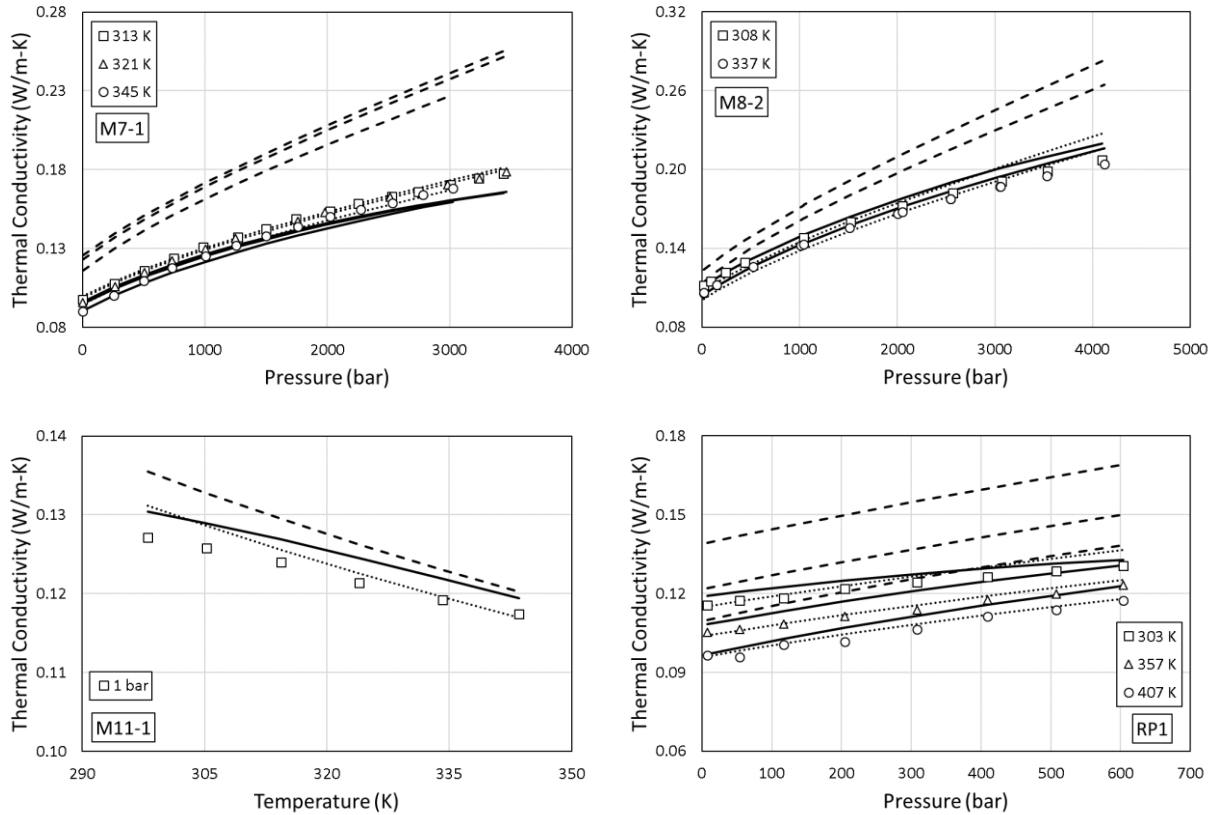 0.28
0.23
0.18
0.13
0.08
Thermal Conductivity (W/m-K)
313 K
321 K
345 K
M7-1
0
1000
2000
3000
4000
Pressure (bar)
0.32
0.26
0.20
0.14
0.08
Thermal Conductivity (W/m-K)
308 K
337 K
M8-2
0
1000
2000
3000
4000
5000
Pressure (bar)
0.14
0.13
0.12
0.11
0.10
Thermal Conductivity (W/m-K)
1 bar
M11-1
290
305
320
335
350
Temperature (K)
0.18
0.15
0.12
0.09
0.06
Thermal Conductivity (W/m-K)
303 K
357 K
407 K
RP1
0
100
200
300
400
500
600
700
Pressure (bar)